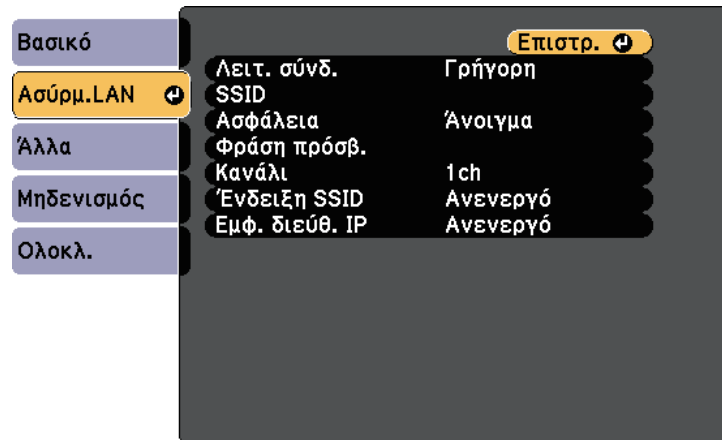 Βασικό
Ασύρμ.LAN
Άλλα
Μηδενισμός
Ολοκλ.
Επιστρ.
Λειτ. σύνδ. Γρήγορη
SSID
Ασφάλεια Άνοιγμα
Φράση πρόσβ.
Κανάλι 1ch
Ένδειξη SSID Ανενεργό
Εμφ. διεύθ. IP Ανενεργό